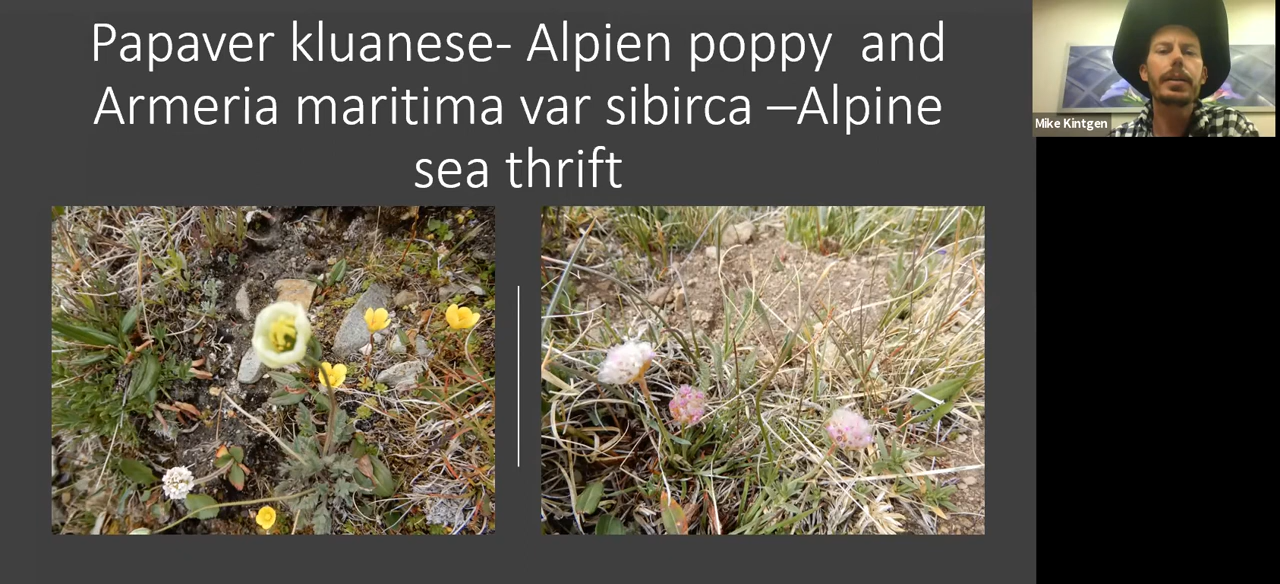 Papaver kluanese- Alpien poppy  and
Armeria maritima var sibirca –Alpine
sea thrift
Mike Kintgen